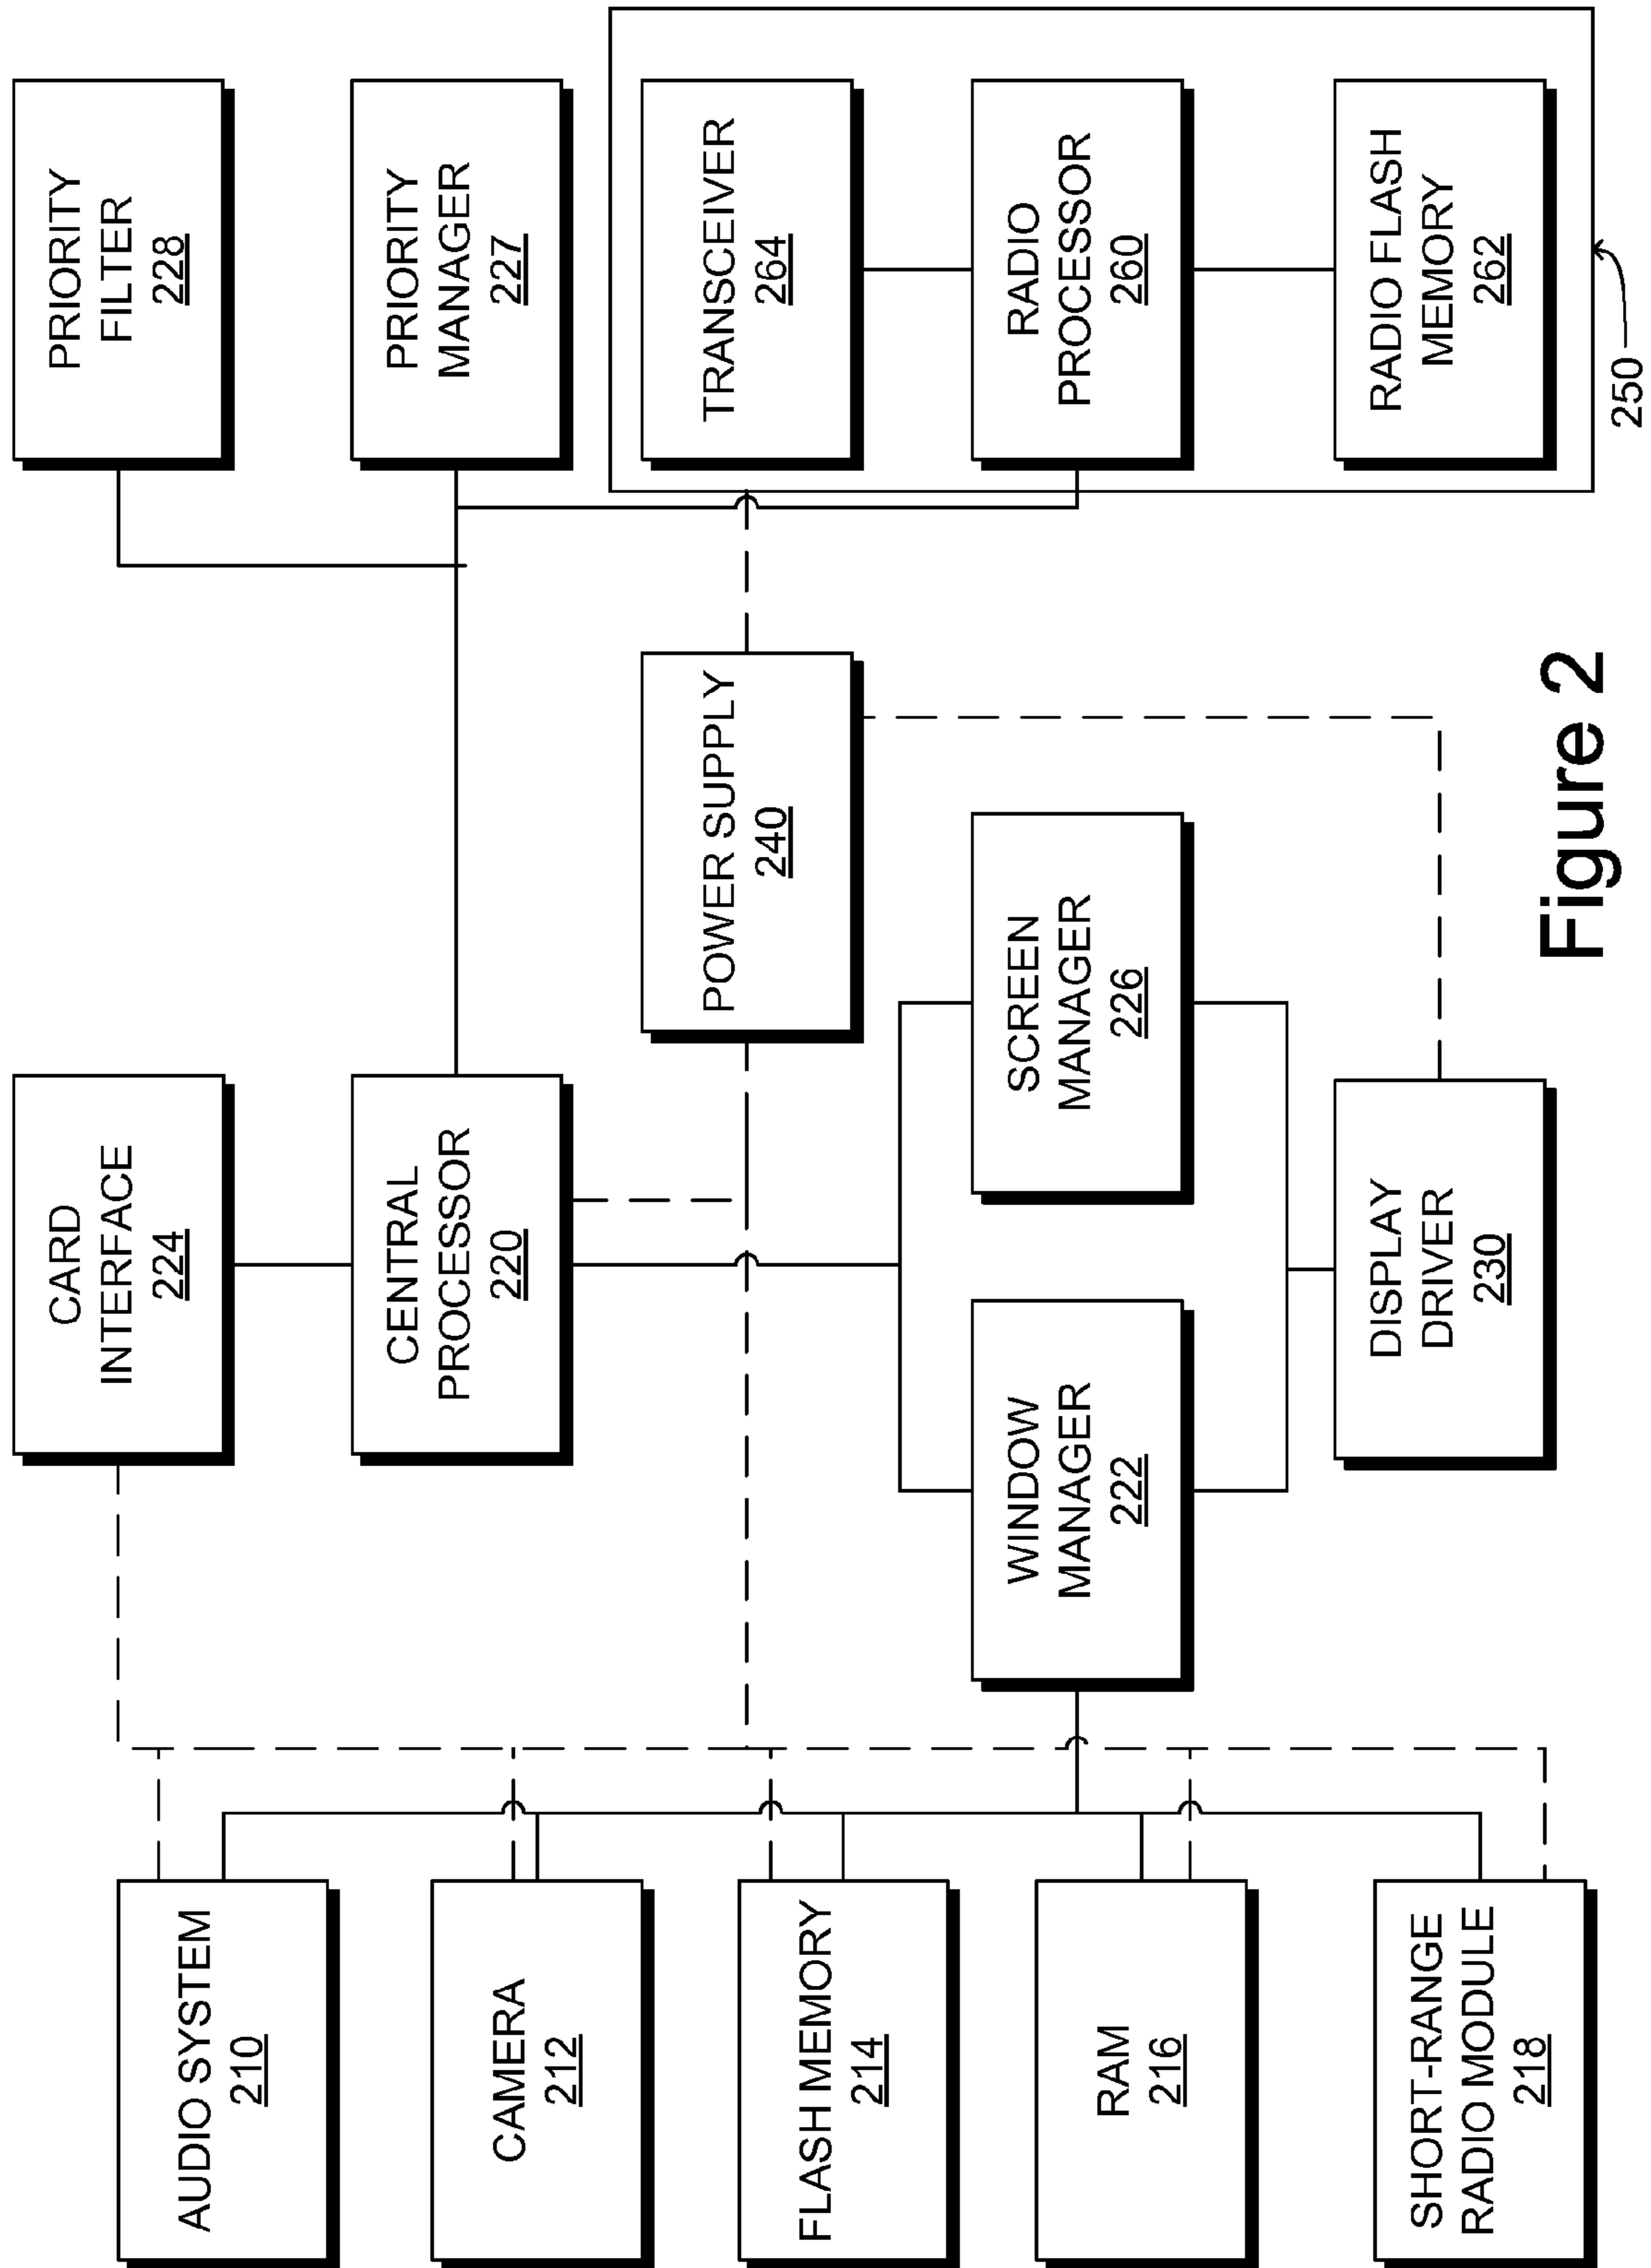 AUDIO SYSTEM
210
CAMERA
212
FLASH MEMORY
214
RAM
216
SHORT-RANGE
RADIO MODULE
218
CARD
INTERFACE
224
CENTRAL
PROCESSOR
220
WINDOW
MANAGER
222
SCREEN
MANAGER
226
DISPLAY
DRIVER
230
POWER SUPPLY
240
PRIORITY
FILTER
228
PRIORITY
MANAGER
227
TRANSCEIVER
264
RADIO
PROCESSOR
260
RADIO FLASH
MEMORY
262
250
Figure 2